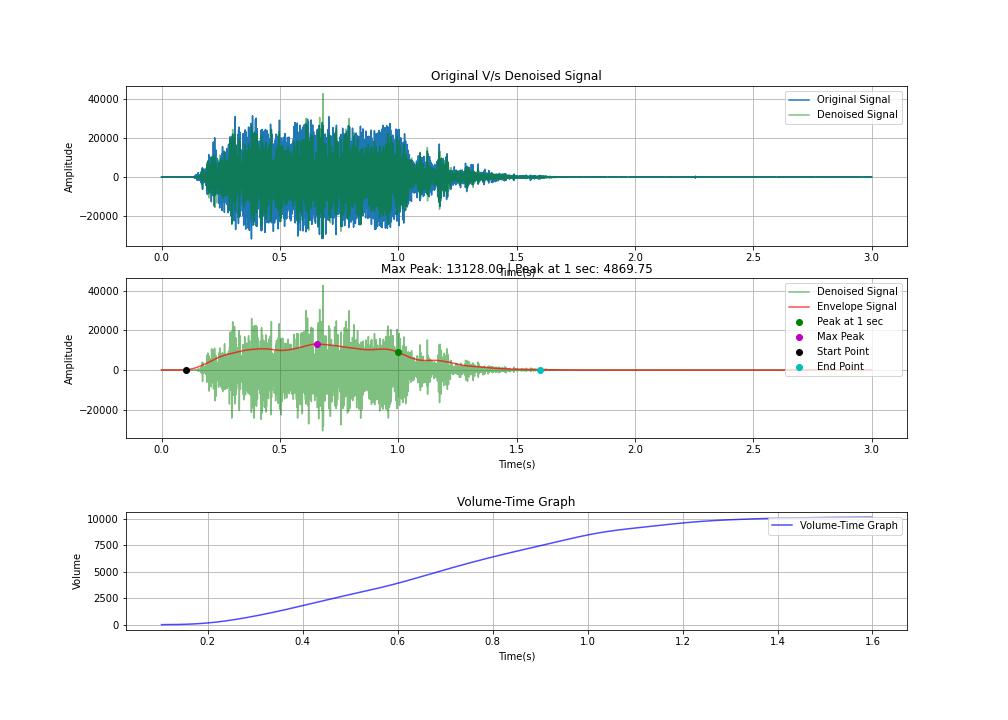 Original V/s Denoised Signal
Amplitude
40000
20000
0
−20000
Original Signal
Denoised Signal
0.0 0.5 1.0 1.5 2.0 2.5 3.0
Time(s)
Max Peak: 13128.00 | Peak at 1 sec: 4869.75
Amplitude
40000
20000
0
−20000
Denoised Signal
Envelope Signal
Peak at 1 sec
Max Peak
Start Point
End Point
0.0 0.5 1.0 1.5 2.0 2.5 3.0
Time(s)
Volume-Time Graph
Volume
10000
7500
5000
2500
0
Volume-Time Graph
0.2 0.4 0.6 0.8 1.0 1.2 1.4 1.6
Time(s)